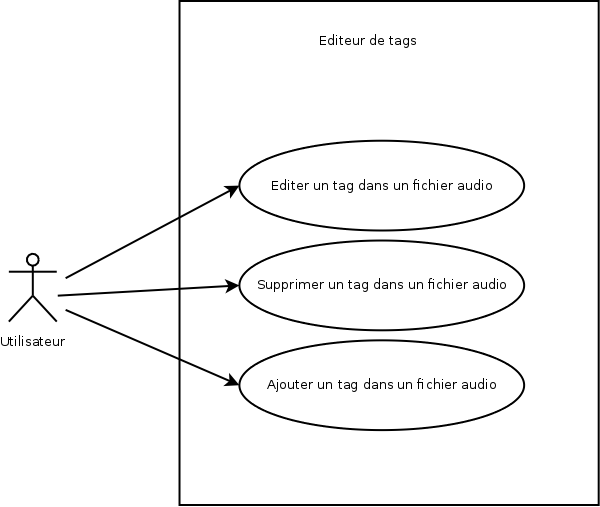 Editeur de tags
Editer un tag dans un fichier audio
Supprimer un tag dans un fichier audio
Utilisateur
Ajouter un tag dans un fichier audio